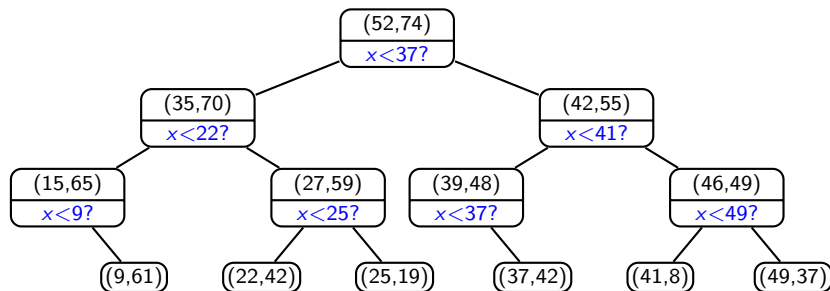 (52,74)
x<37?
(35,70)
x<22?
(42,55)
x<41?
(15,65)
x<9?
(27,59)
x<25?
(39,48)
x<37?
(46,49)
x<49?
(9,61)
(22,42)
(25,19)
(37,42)
(41,8)
(49,37)